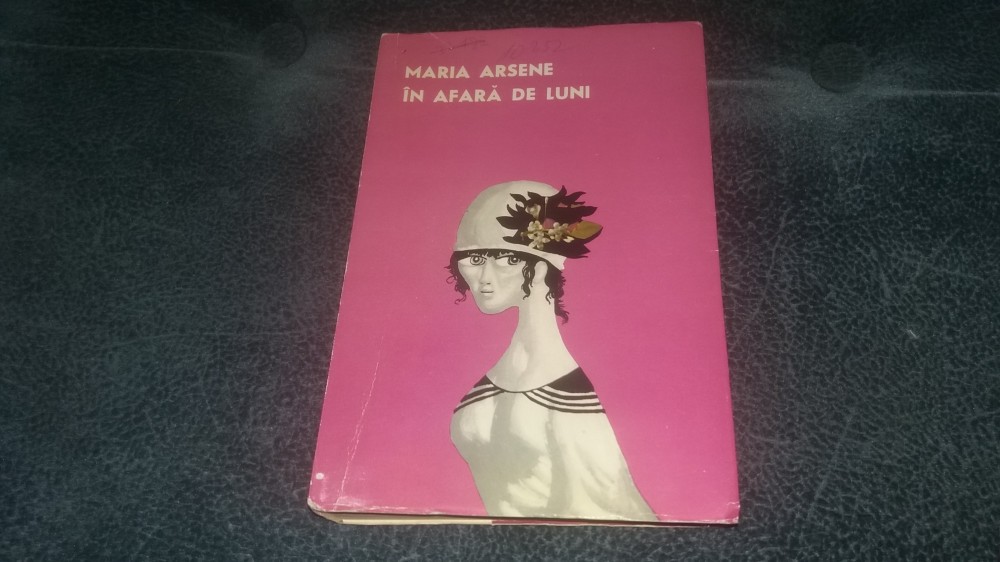 MARIA ARSENE
ÎN AFARĂ DE LUNI